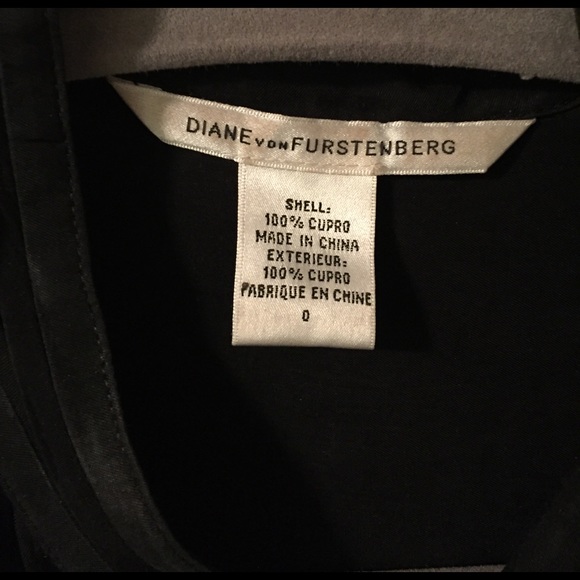 DIANE VON FURSTENBERG
SHELL:
100% CUPRO
MADE IN CHINA
EXTERIEUR:
100% CUPRO
FABRIQUE EN CHINE
0